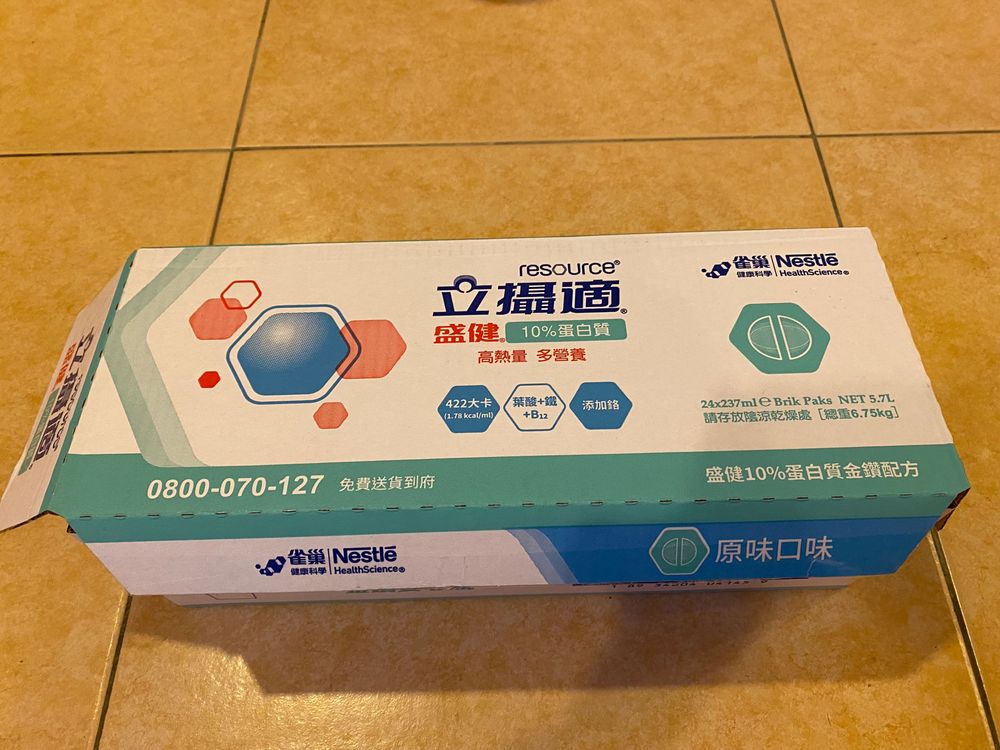 resource®
立攝適®
盛健® 10%蛋白質
高熱量 多營養
422大卡
(1.78 kcal/ml)
葉酸+鐵
+B12
添加鉻
雀巢 Nestlē
健康科學 HealthScience®
24x237ml e Brik Paks NET 5.7L
請存放陰涼乾燥處［總重6.75kg］
0800-070-127 免費送貨到府
盛健10%蛋白質金鑽配方
雀巢 Nestlē
健康科學 HealthScience®
原味口味
立攝適